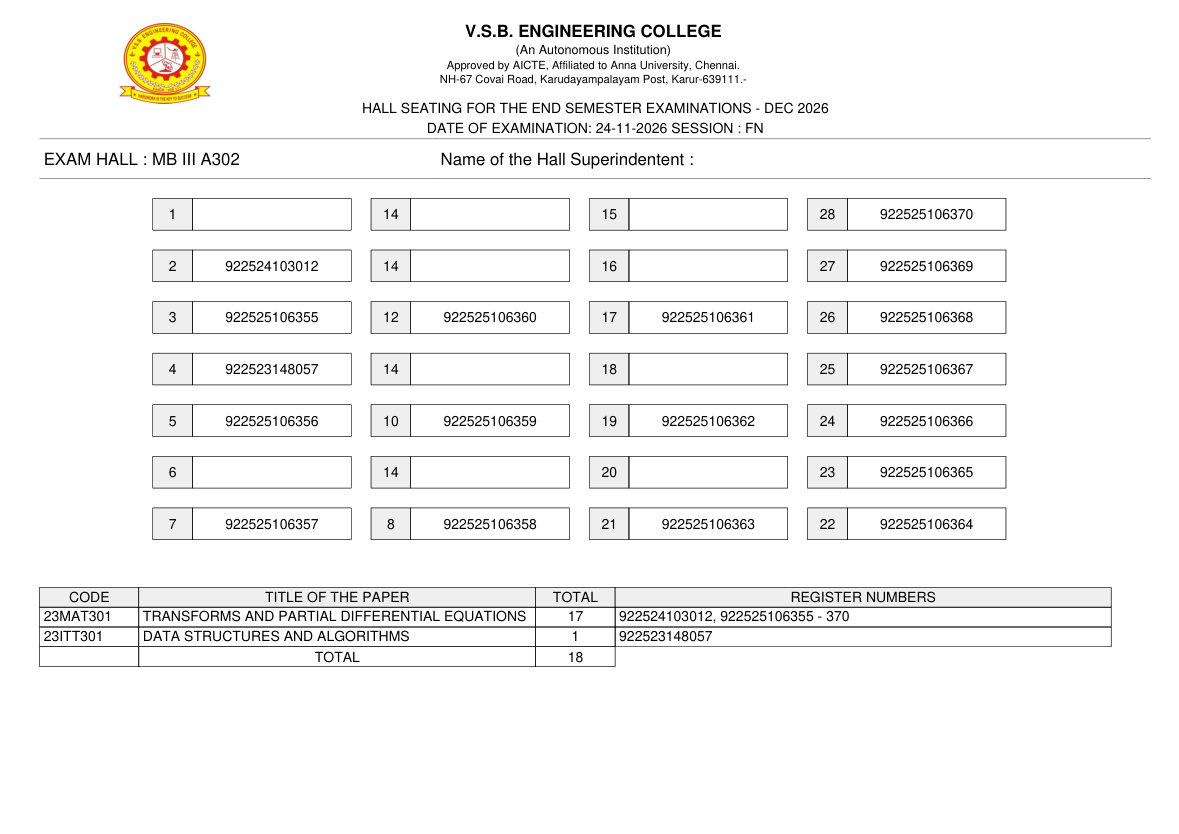 V.S.B. ENGINEERING COLLEGE
(An Autonomous Institution)
Approved by AICTE, Affiliated to Anna University, Chennai.
NH-67 Covai Road, Karudayampalayam Post, Karur-639111.-
HALL SEATING FOR THE END SEMESTER EXAMINATIONS - DEC 2026
DATE OF EXAMINATION: 24-11-2026 SESSION : FN
EXAM HALL : MB III A302 Name of the Hall Superintendent :
1 14 15 28 922525106370
2 922524103012 14 16 27 922525106369
3 922525106355 12 922525106360 17 922525106361 26 922525106368
4 922523148057 14 18 25 922525106367
5 922525106356 10 922525106359 19 922525106362 24 922525106366
6 14 20 23 922525106365
7 922525106357 8 922525106358 21 922525106363 22 922525106364
CODE TITLE OF THE PAPER TOTAL REGISTER NUMBERS
23MAT301 TRANSFORMS AND PARTIAL DIFFERENTIAL EQUATIONS 17 922524103012, 922525106355 - 370
23ITT301 DATA STRUCTURES AND ALGORITHMS 1 922523148057
TOTAL 18